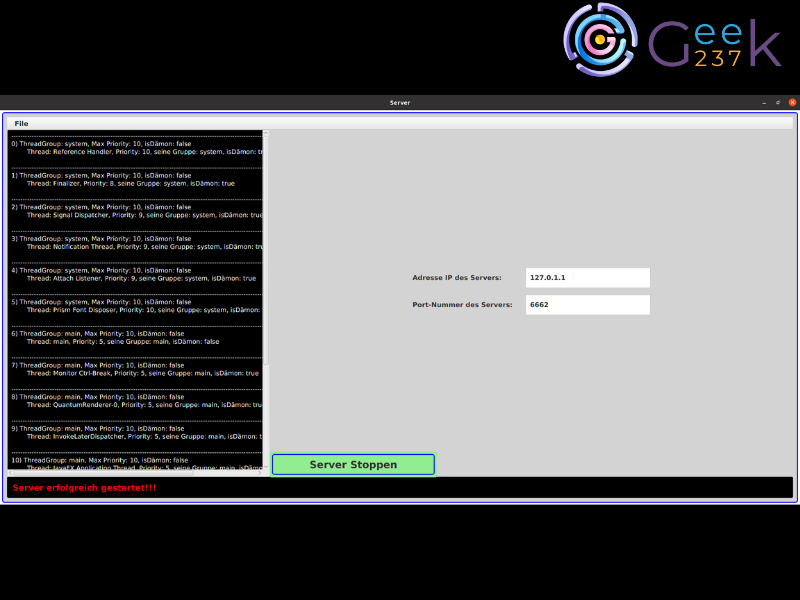 Geek
237
Server
File
0) ThreadGroup: system, Max Priority: 10, isDämon: false
Thread: Reference Handler, Priority: 10, seine Gruppe: system, isDämon:
1) ThreadGroup: system, Max Priority: 10, isDämon: false
Thread: Finalizer, Priority: 8, seine Gruppe: system, isDämon: true
2) ThreadGroup: system, Max Priority: 10, isDämon: false
Thread: Signal Dispatcher, Priority: 9, seine Gruppe: system, isDämon: true
3) ThreadGroup: system, Max Priority: 10, isDämon: false
Thread: Notification Thread, Priority: 9, seine Gruppe: system, isDämon:
4) ThreadGroup: system, Max Priority: 10, isDämon: false
Thread: Attach Listener, Priority: 9, seine Gruppe: system, isDämon: true
5) ThreadGroup: system, Max Priority: 10, isDämon: false
Thread: Prism Font Disposer, Priority: 10, seine Gruppe: system, isDämon:
6) ThreadGroup: main, Max Priority: 10, isDämon: false
Thread: main, Priority: 5, seine Gruppe: main, isDämon: false
7) ThreadGroup: main, Max Priority: 10, isDämon: false
Thread: Monitor Ctrl-Break, Priority: 5, seine Gruppe: main, isDämon: true
8) ThreadGroup: main, Max Priority: 10, isDämon: false
Thread: QuantumRenderer-0, Priority: 5, seine Gruppe: main, isDämon:
9) ThreadGroup: main, Max Priority: 10, isDämon: false
Thread: InvokeLaterDispatcher, Priority: 5, seine Gruppe: main, isDämon:
10) ThreadGroup: main, Max Priority: 10, isDämon: false
Thread: JavaFX Application Thread, Priority: 5, seine Gruppe: main, isDämon
Adresse IP des Servers: 127.0.1.1
Port-Nummer des Servers: 6662
Server Stoppen
Server erfolgreich gestartet!!!